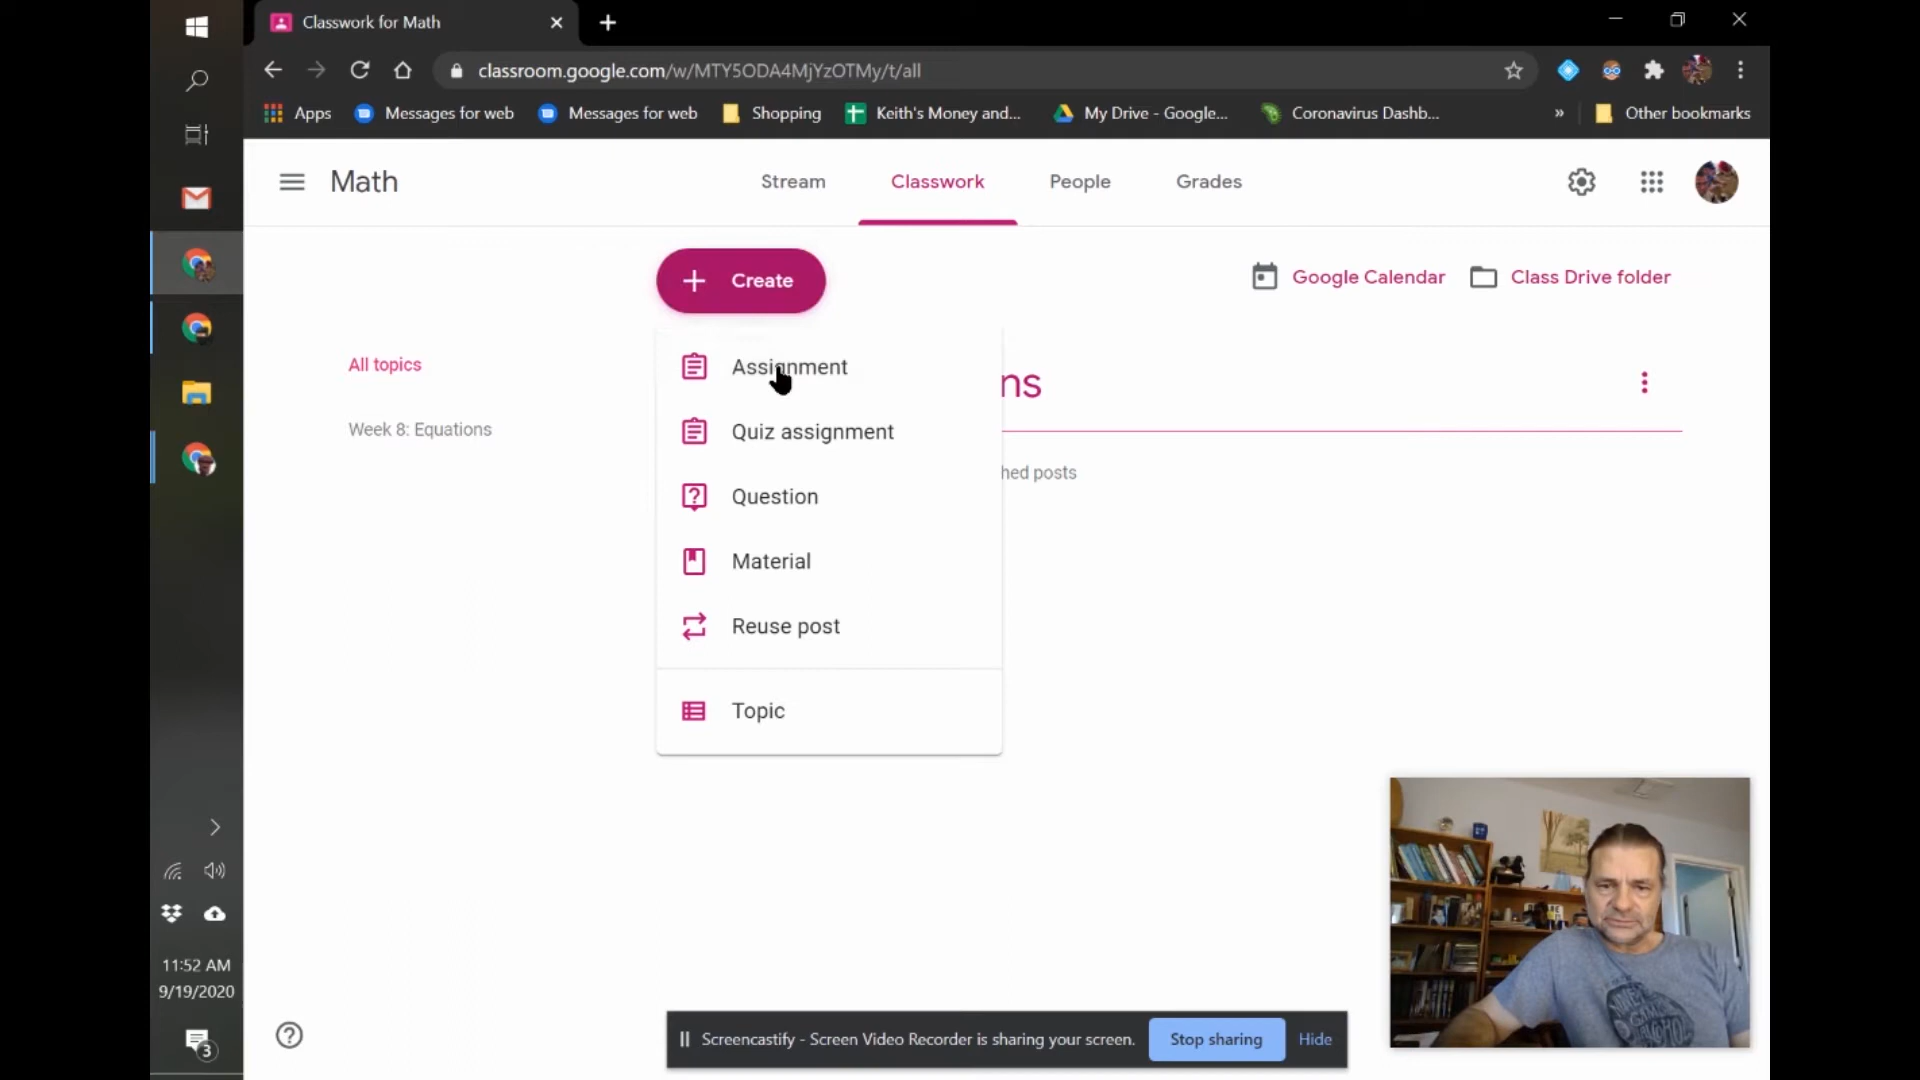 Classwork for Math
classroom.google.com/w/MTY5ODA4MjYzOTMy/t/all
Apps
Messages for web
Messages for web
Shopping
Keith's Money and...
My Drive - Google...
Coronavirus Dashb...
»
Other bookmarks
Math
Stream
Classwork
People
Grades
Create
Google Calendar
Class Drive folder
All topics
Week 8: Equations
Assignment
Quiz assignment
Question
Material
Reuse post
Topic
ns
hed posts
11:52 AM
9/19/2020
3
Screencastify - Screen Video Recorder is sharing your screen.
Stop sharing
Hide